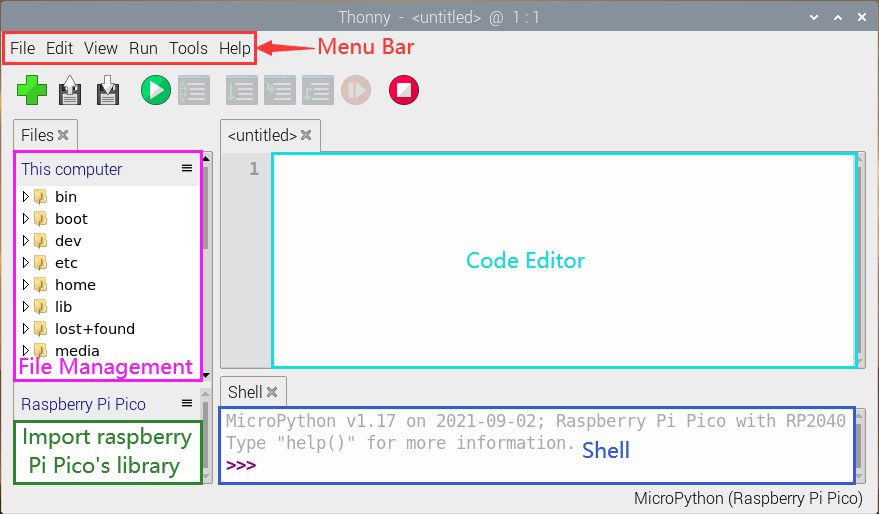 Thonny - <untitled> @ 1 : 1
File Edit View Run Tools Help
Menu Bar
Files
This computer
bin
boot
dev
etc
home
lib
lost+found
media
File Management
Raspberry Pi Pico
Import raspberry
Pi Pico's library
<untitled>
1
Code Editor
Shell
MicroPython v1.17 on 2021-09-02; Raspberry Pi Pico with RP2040
Type "help()" for more information.
>>>
Shell
MicroPython (Raspberry Pi Pico)